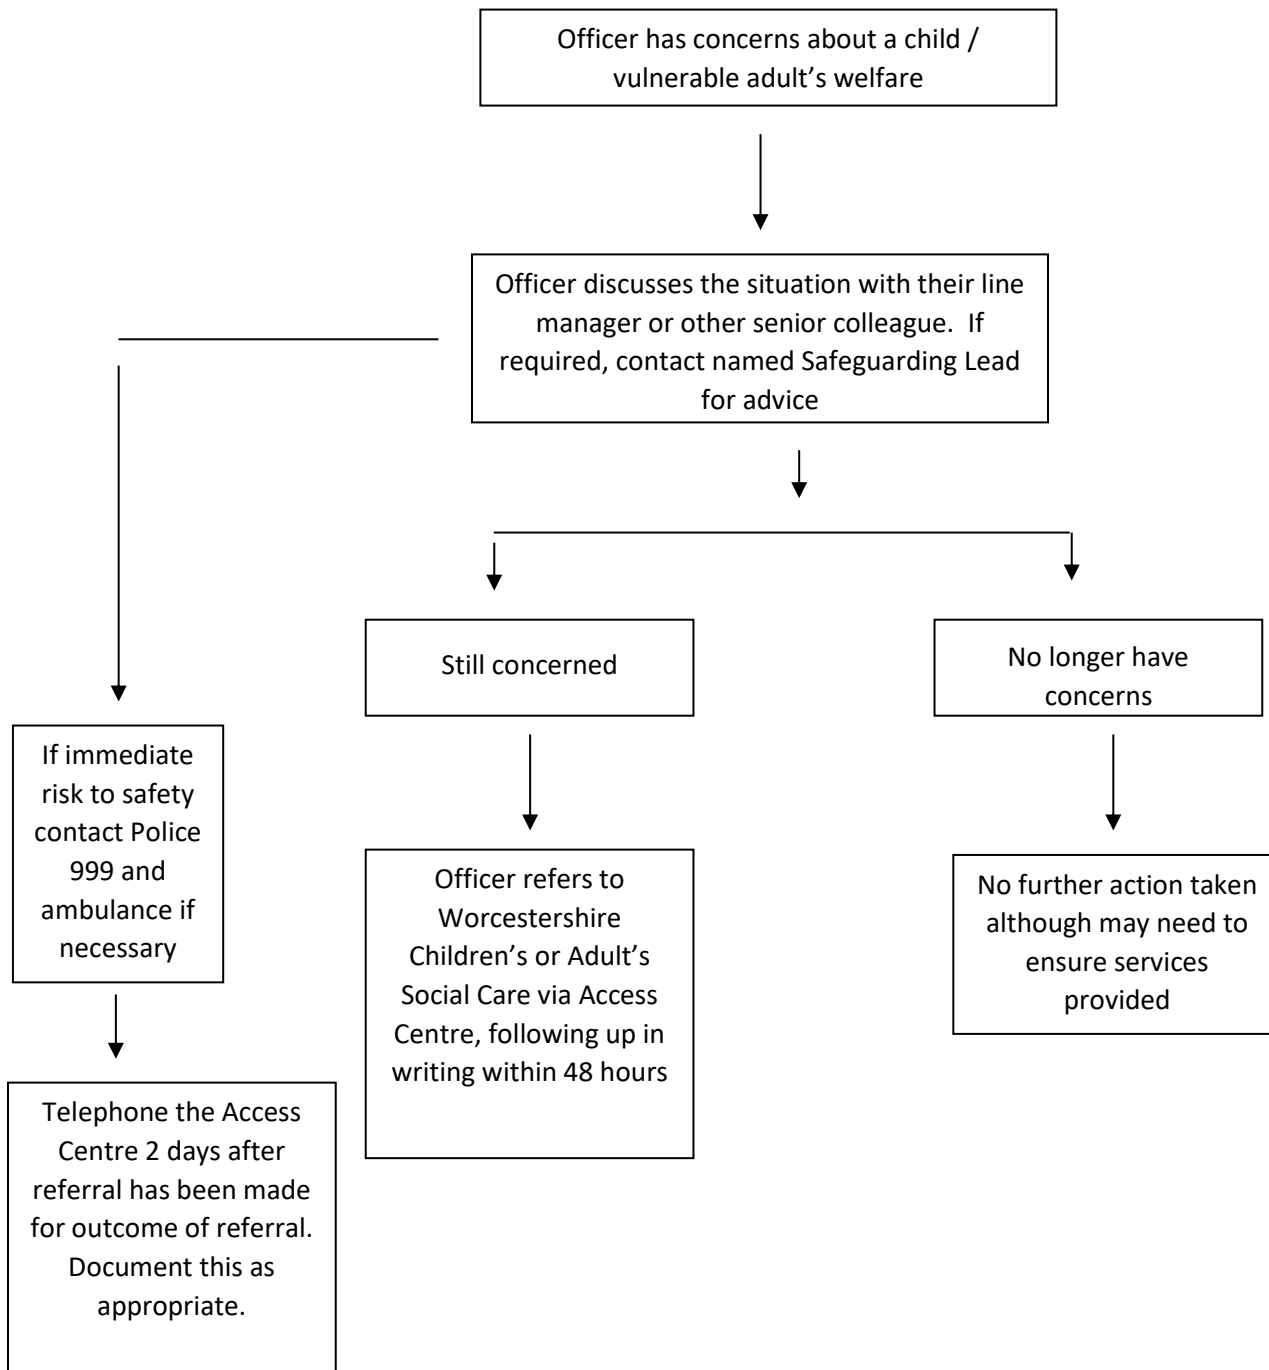 Officer has concerns about a child /
vulnerable adult’s welfare
Officer discusses the situation with their line
manager or other senior colleague.  If
required, contact named Safeguarding Lead
for advice
Still concerned
No longer have
concerns
If immediate
risk to safety
contact Police
999 and
ambulance if
necessary
Officer refers to
Worcestershire
Children’s or Adult’s
Social Care via Access
Centre, following up in
writing within 48 hours
No further action taken
although may need to
ensure services
provided
Telephone the Access
Centre 2 days after
referral has been made
for outcome of referral.
Document this as
appropriate.